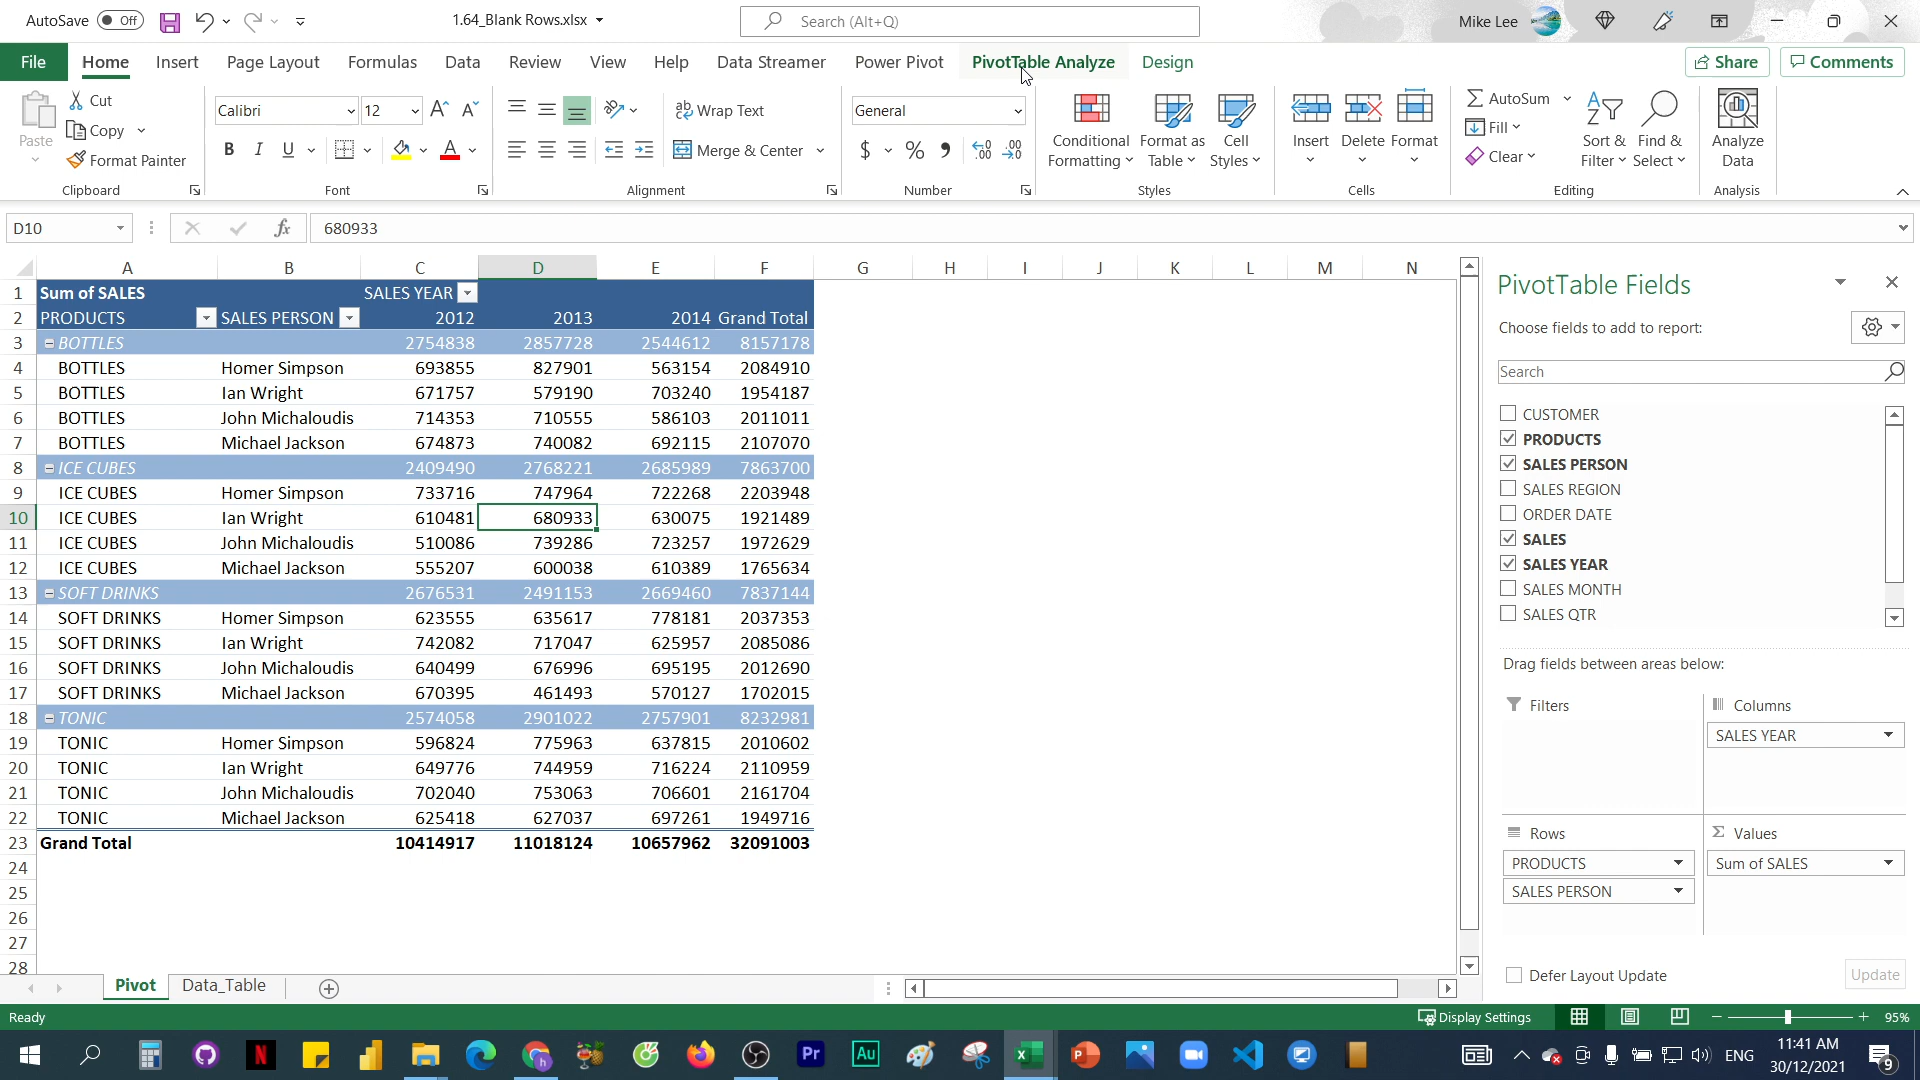 AutoSave Off 1.64_Blank Rows.xlsx Search (Alt+Q) Mike Lee
File Home Insert Page Layout Formulas Data Review View Help Data Streamer Power Pivot PivotTable Analyze Design Share Comments
Paste Cut Copy Format Painter Clipboard
Calibri 12 B I U A Font
Wrap Text Merge & Center Alignment
General $ % Number
Conditional Formatting Format as Table Cell Styles Styles
Insert Delete Format Cells
AutoSum Fill Clear Sort & Filter Find & Select Editing
Analyze Data Analysis
D10 fx 680933
A B C D E F G H I J K L M N
1 Sum of SALES SALES YEAR
2 PRODUCTS SALES PERSON 2012 2013 2014 Grand Total
3 BOTTLES 2754838 2857728 2544612 8157178
4 BOTTLES Homer Simpson 693855 827901 563154 2084910
5 BOTTLES Ian Wright 671757 579190 703240 1954187
6 BOTTLES John Michaloudis 714353 710555 586103 2011011
7 BOTTLES Michael Jackson 674873 740082 692115 2107070
8 ICE CUBES 2409490 2768221 2685989 7863700
9 ICE CUBES Homer Simpson 733716 747964 722268 2203948
10 ICE CUBES Ian Wright 610481 680933 630075 1921489
11 ICE CUBES John Michaloudis 510086 739286 723257 1972629
12 ICE CUBES Michael Jackson 555207 600038 610389 1765634
13 SOFT DRINKS 2676531 2491153 2669460 7837144
14 SOFT DRINKS Homer Simpson 623555 635617 778181 2037353
15 SOFT DRINKS Ian Wright 742082 717047 625957 2085086
16 SOFT DRINKS John Michaloudis 640499 676996 695195 2012690
17 SOFT DRINKS Michael Jackson 670395 461493 570127 1702015
18 TONIC 2574058 2901022 2757901 8232981
19 TONIC Homer Simpson 596824 775963 637815 2010602
20 TONIC Ian Wright 649776 744959 716224 2110959
21 TONIC John Michaloudis 702040 753063 706601 2161704
22 TONIC Michael Jackson 625418 627037 697261 1949716
23 Grand Total 10414917 11018124 10657962 32091003
24
25
26
27
28
PivotTable Fields
Choose fields to add to report:
Search
CUSTOMER
PRODUCTS
SALES PERSON
SALES REGION
ORDER DATE
SALES
SALES YEAR
SALES MONTH
SALES QTR
Drag fields between areas below:
Filters Columns
SALES YEAR
Rows Σ Values
PRODUCTS Sum of SALES
SALES PERSON
Defer Layout Update Update
Pivot Data_Table
Ready Display Settings 95%
N Pr Au ENG 11:41 AM
30/12/2021 9